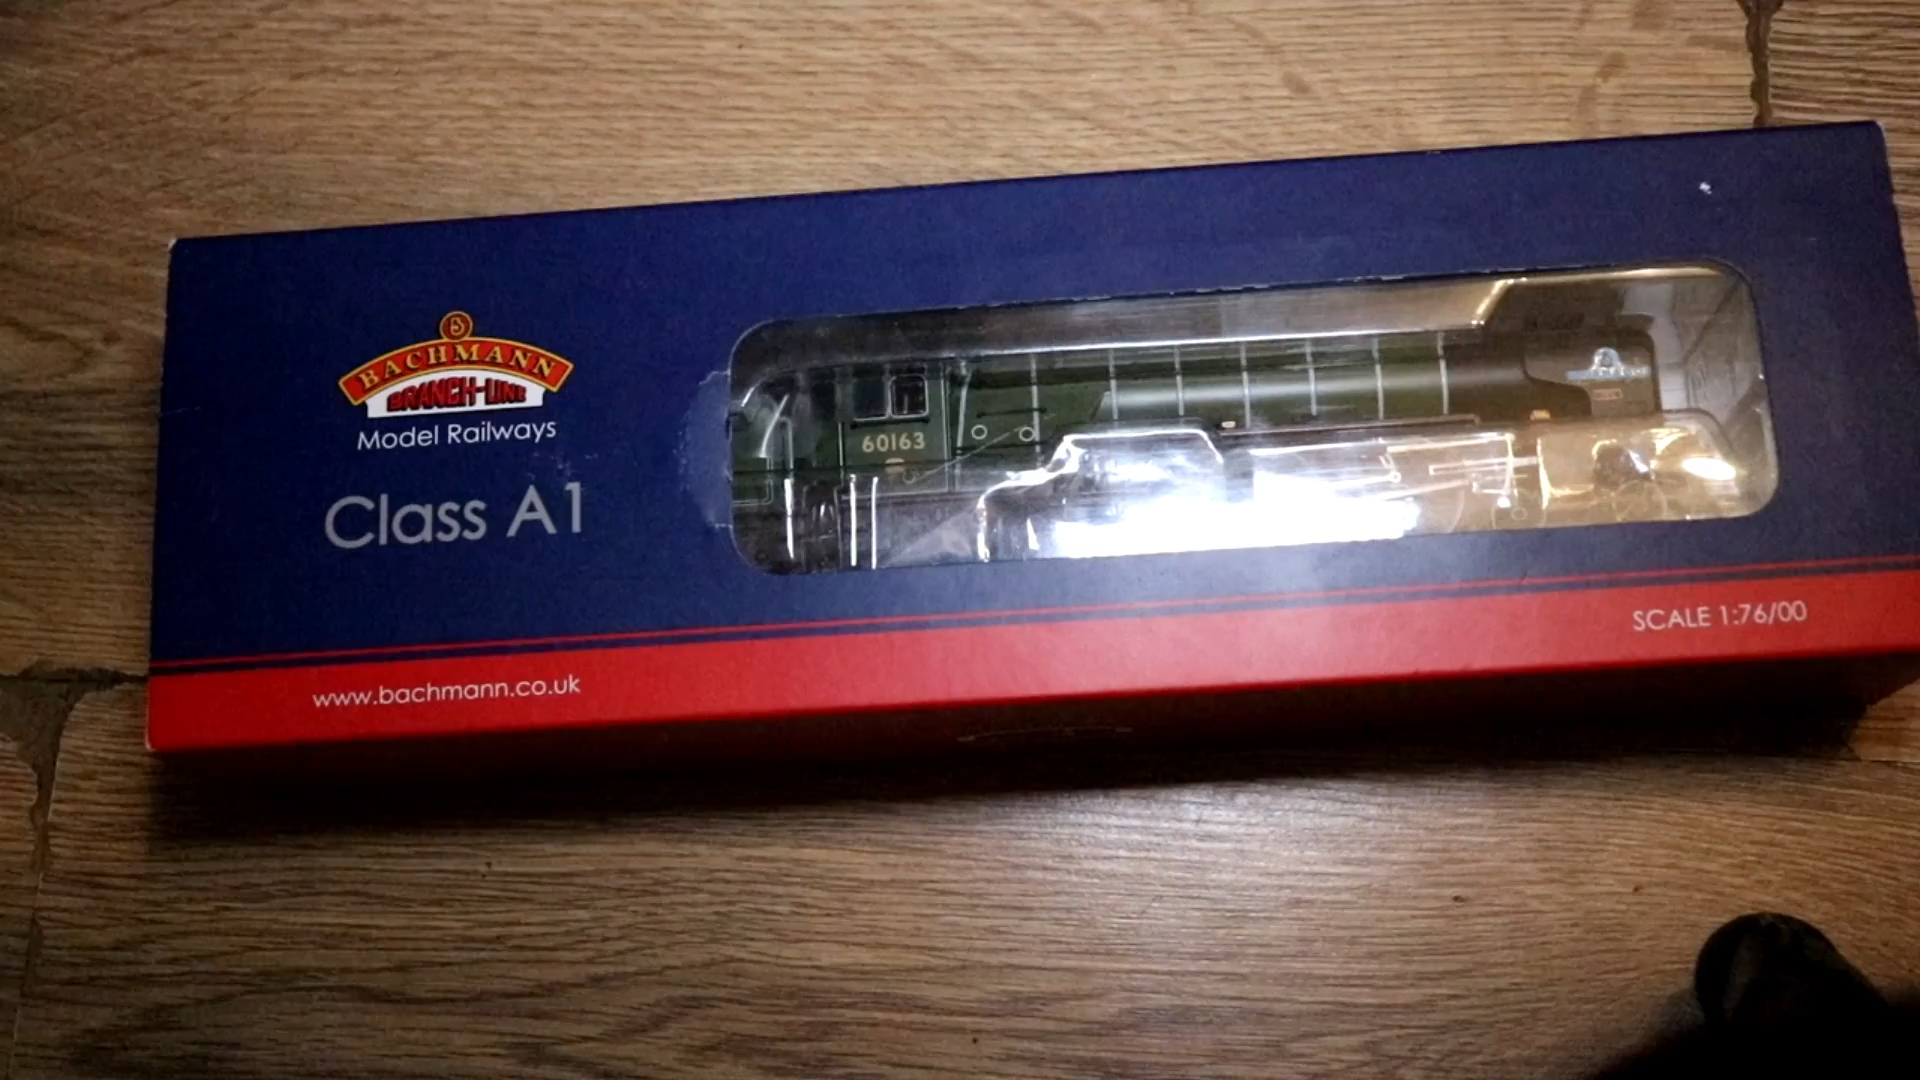 BACHMANN
BRANCH-LINE
Model Railways
Class A1
60163
SCALE 1:76/00
www.bachmann.co.uk